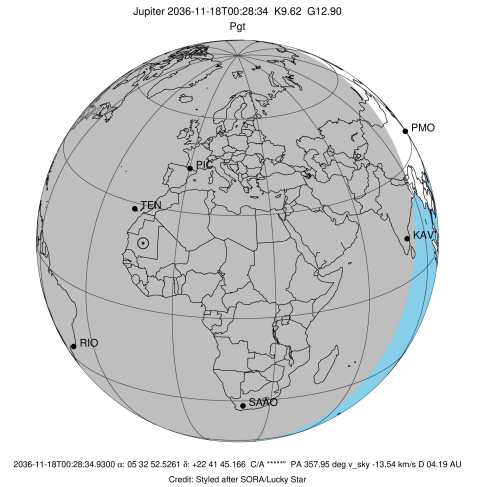 Jupiter 2036-11-18T00:28:34 K9.62 G12.90
Pgt
PMO
PIC
TEN
KAV
RIO
SAAO
2036-11-18T00:28:34.9300 α: 05 32 52.5261 δ: +22 41 45.166 C/A *****" PA 357.95 deg v_sky -13.54 km/s D 04.19 AU
Credit: Styled after SORA/Lucky Star